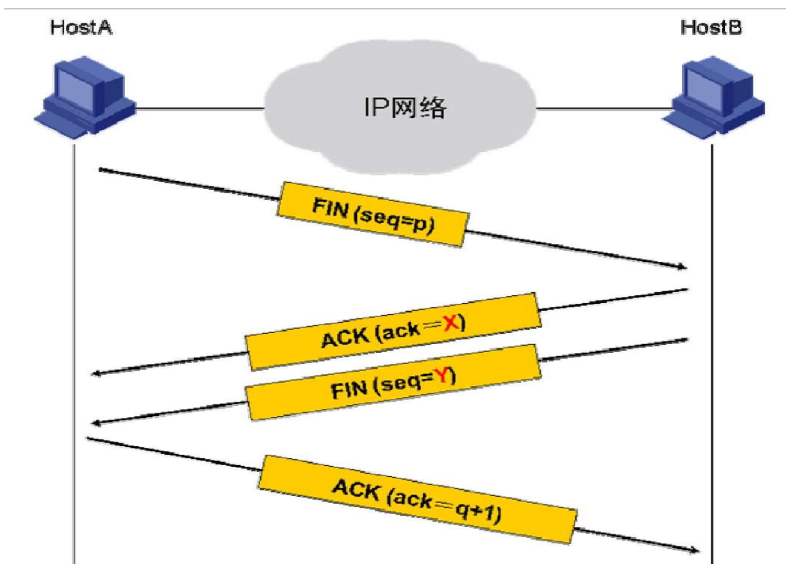 HostA
HostB
IP网络
FIN (seq=p)
ACK (ack=X)
FIN (seq=Y)
ACK (ack=q+1)